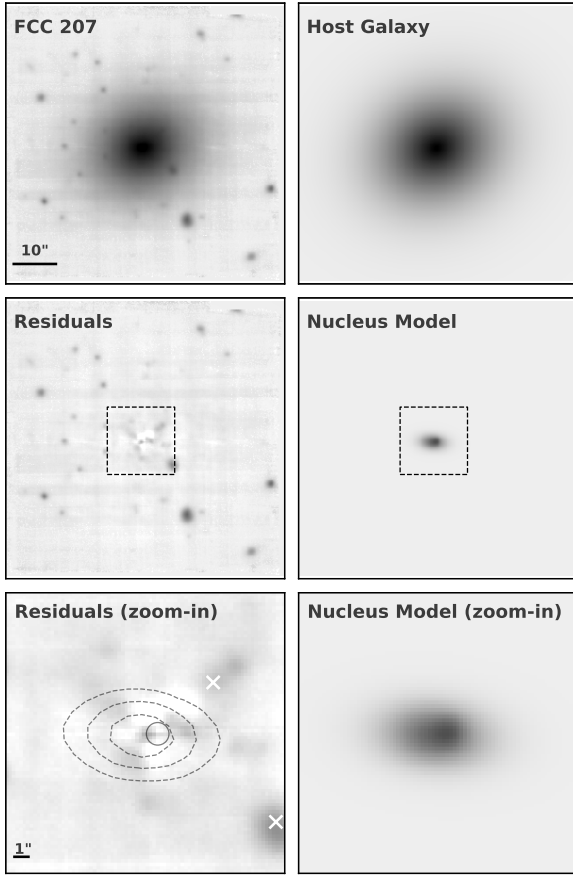 FCC 207
Host Galaxy
10"
Residuals
Nucleus Model
Residuals (zoom-in)
Nucleus Model (zoom-in)
1"